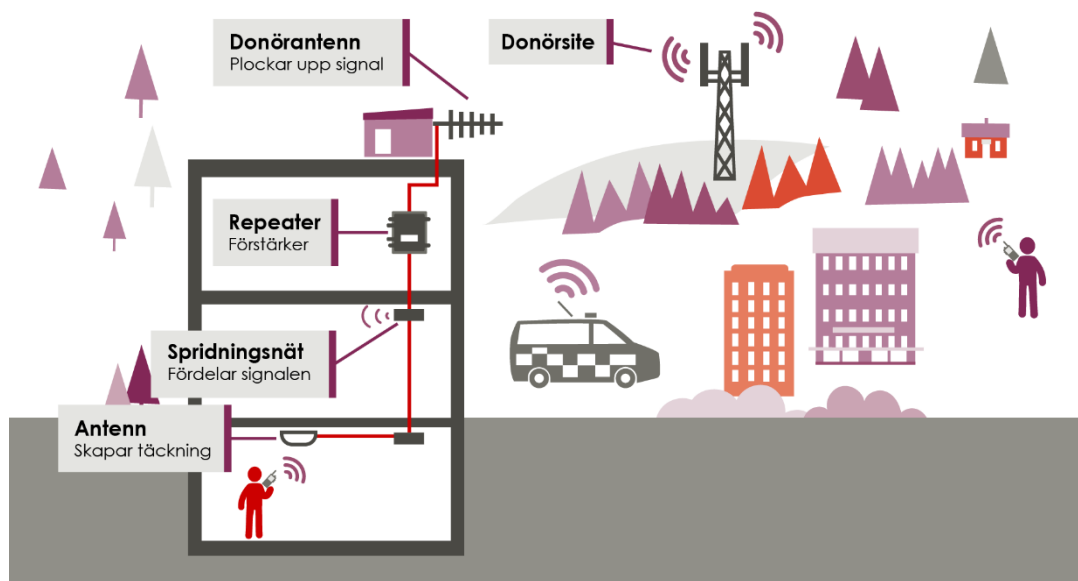 Donörantenn
Plockar upp signal
Donörsite
Repeater
Förstärker
Spridningsnät
Fördelar signalen
Antenn
Skapar täckning